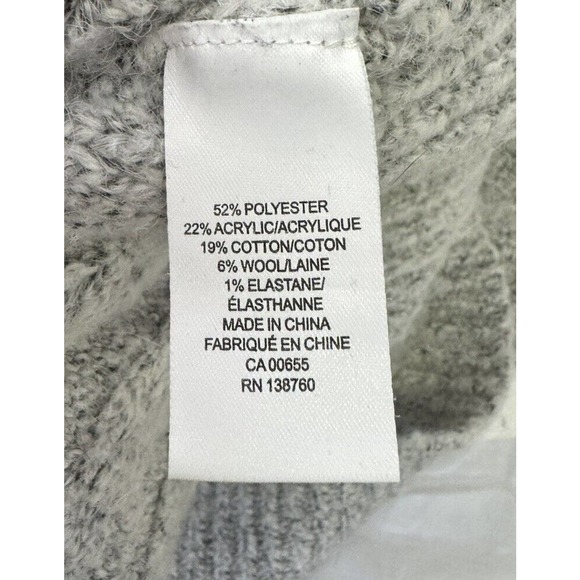 52% POLYESTER
22% ACRYLIC/ACRYLIQUE
19% COTTON/COTON
6% WOOL/LAINE
1% ELASTANE/
ÉLASTHANNE
MADE IN CHINA
FABRIQUÉ EN CHINE
CA 00655
RN 138760